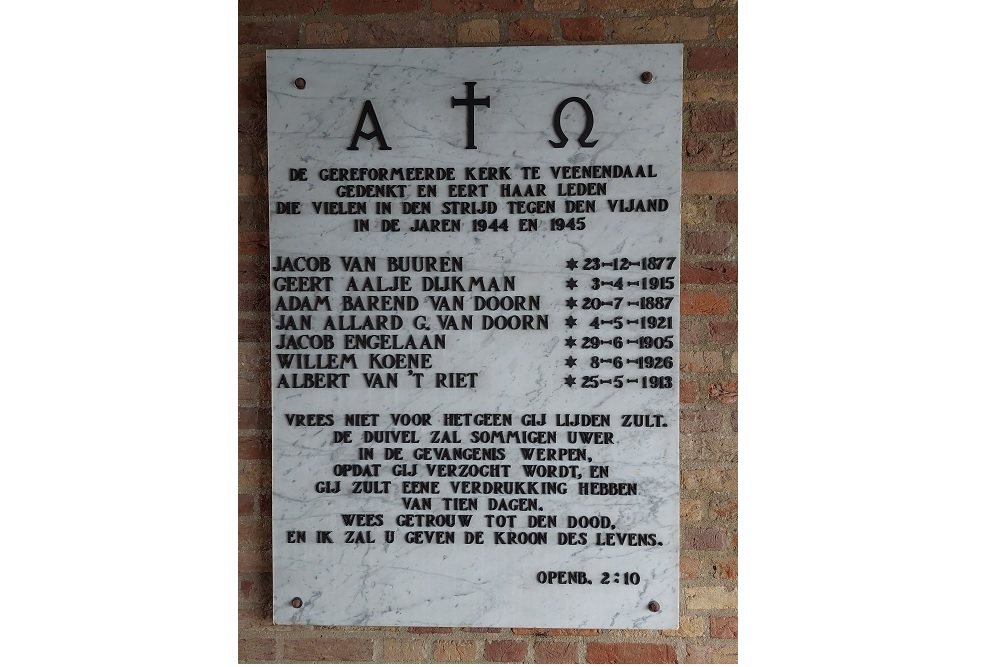 Α † Ω
DE GEREFORMEERDE KERK TE VEENENDAAL
GEDENKT EN EERT HAAR LEDEN
DIE VIELEN IN DEN STRIJD TEGEN DEN VIJAND
IN DE JAREN 1944 EN 1945
JACOB VAN BUUREN * 23-12-1877
GEERT AALJE DIJKMAN * 3-4-1915
ADAM BAREND VAN DOORN * 20-7-1887
JAN ALLARD G. VAN DOORN * 4-5-1921
JACOB ENGELAAN * 29-6-1905
WILLEM KOENE * 8-6-1926
ALBERT VAN 'T RIET * 25-5-1913
VREES NIET VOOR HETGEEN GIJ LIJDEN ZULT.
DE DUIVEL ZAL SOMMIGEN UWER
IN DE GEVANGENIS WERPEN,
OPDAT GIJ VERZOCHT WORDT, EN
GIJ ZULT EENE VERDRUKKING HEBBEN
VAN TIEN DAGEN.
WEES GETROUW TOT DEN DOOD,
EN IK ZAL U GEVEN DE KROON DES LEVENS.
OPENB. 2:10